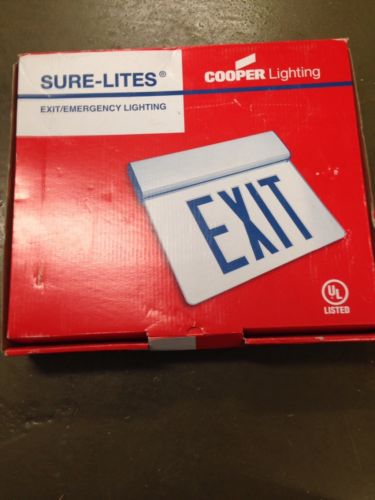 SURE-LITES®
EXIT/EMERGENCY LIGHTING
COOPER Lighting
EXIT
UL
LISTED